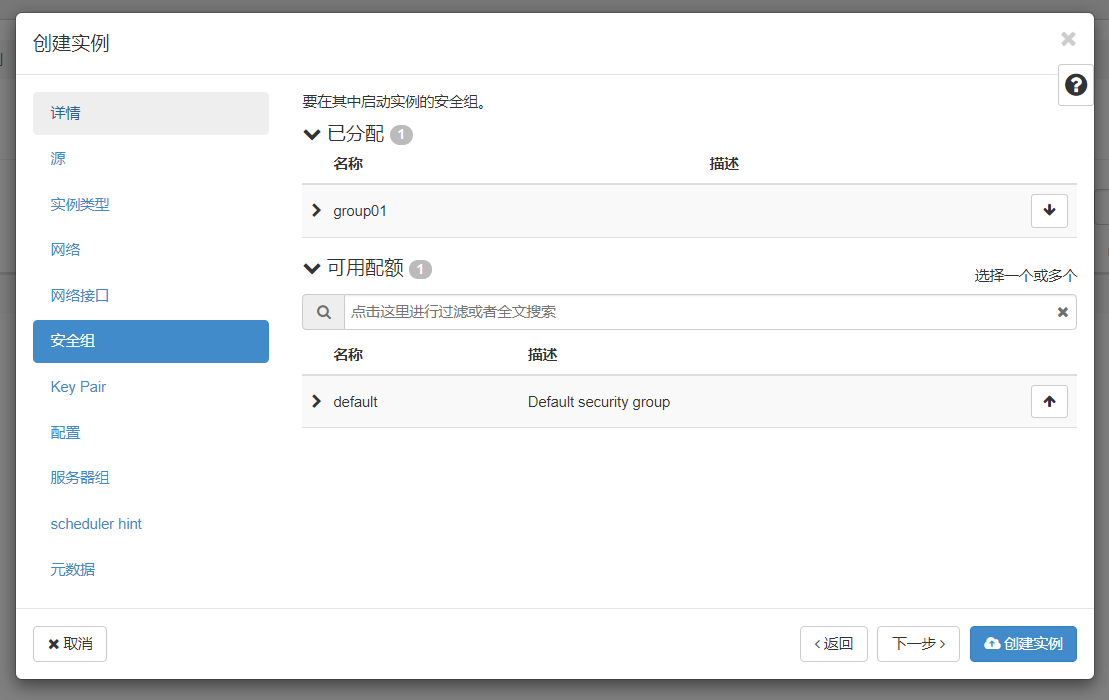 创建实例
详情
源
实例类型
网络
网络接口
安全组
Key Pair
配置
服务器组
scheduler hint
元数据
要在其中启动实例的安全组。
已分配 1
名称 描述
group01
可用配额 1
选择一个或多个
点击这里进行过滤或者全文搜索
名称 描述
default Default security group
取消
返回
下一步
创建实例